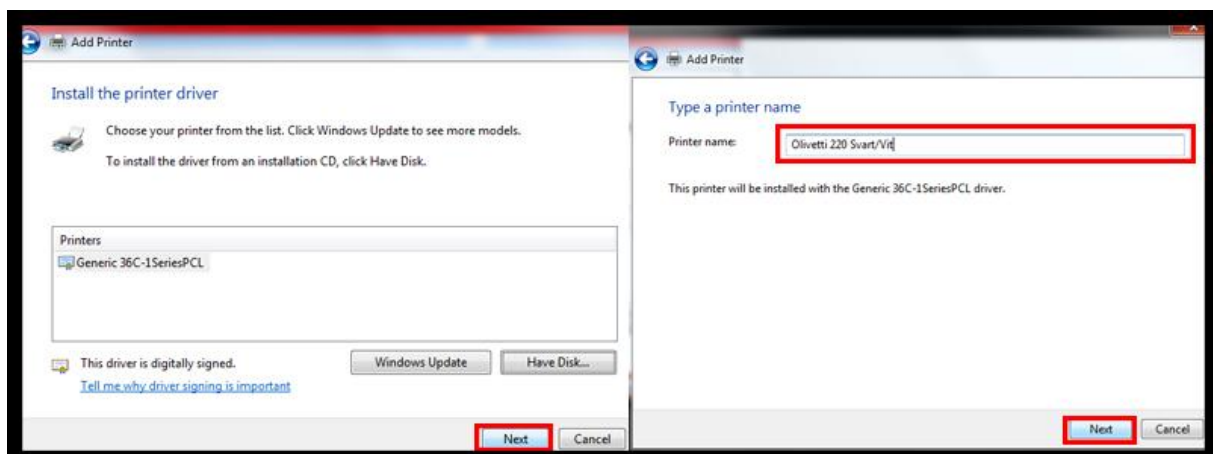 Add Printer
Install the printer driver
Choose your printer from the list. Click Windows Update to see more models.
To install the driver from an installation CD, click Have Disk.
Printers
Generic 36C-1SeriesPCL
This driver is digitally signed.
Windows Update
Have Disk...
Tell me why driver signing is important
Next
Cancel
Add Printer
Type a printer name
Printer name:
Olivetti 220 Svart/Vit
This printer will be installed with the Generic 36C-1SeriesPCL driver.
Next
Cancel